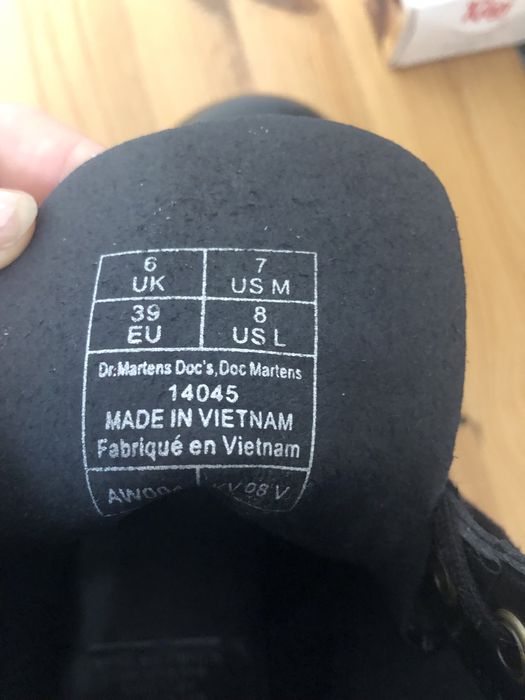 6 UK
7 US M
39 EU
8 US L
Dr.Martens Doc's,Doc Martens
14045
MADE IN VIETNAM
Fabriqué en Vietnam
08 V